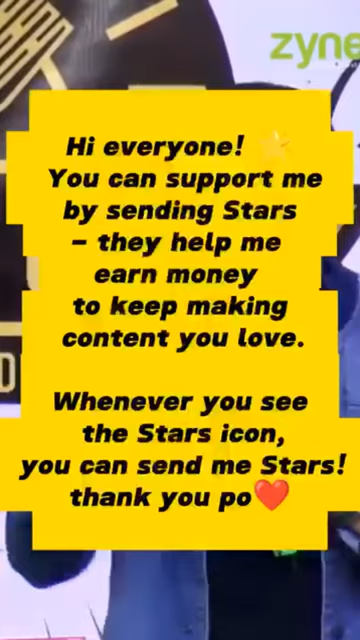 zyne
Hi everyone! 🌟
You can support me
by sending Stars
– they help me
earn money
to keep making
content you love.
Whenever you see
the Stars icon,
you can send me Stars!
thank you po❤️